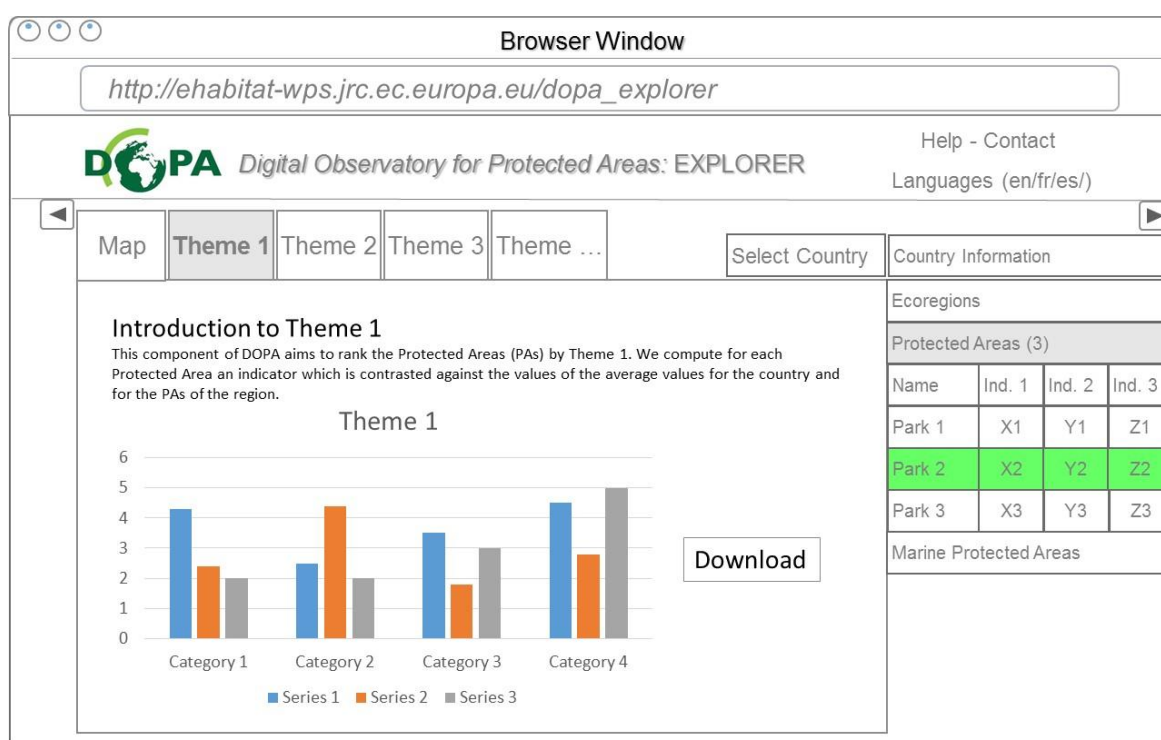 Browser Window
http://ehabitat-wps.jrc.ec.europa.eu/dopa_explorer
DOPA Digital Observatory for Protected Areas: EXPLORER
Help - Contact
Languages (en/fr/es/)
Map Theme 1 Theme 2 Theme 3 Theme ...
Select Country
Introduction to Theme 1
This component of DOPA aims to rank the Protected Areas (PAs) by Theme 1. We compute for each
Protected Area an indicator which is contrasted against the values of the average values for the country and
for the PAs of the region.
Theme 1
6
5
4
3
2
1
0
Category 1 Category 2 Category 3 Category 4
Series 1 Series 2 Series 3
Download
Country Information
Ecoregions
Protected Areas (3)
Name Ind. 1 Ind. 2 Ind. 3
Park 1 X1 Y1 Z1
Park 2 X2 Y2 Z2
Park 3 X3 Y3 Z3
Marine Protected Areas